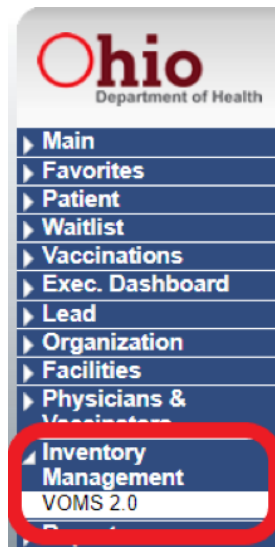 Ohio
Department of Health
Main
Favorites
Patient
Waitlist
Vaccinations
Exec. Dashboard
Lead
Organization
Facilities
Physicians &
Vaccinators
Inventory
Management
VOMS 2.0